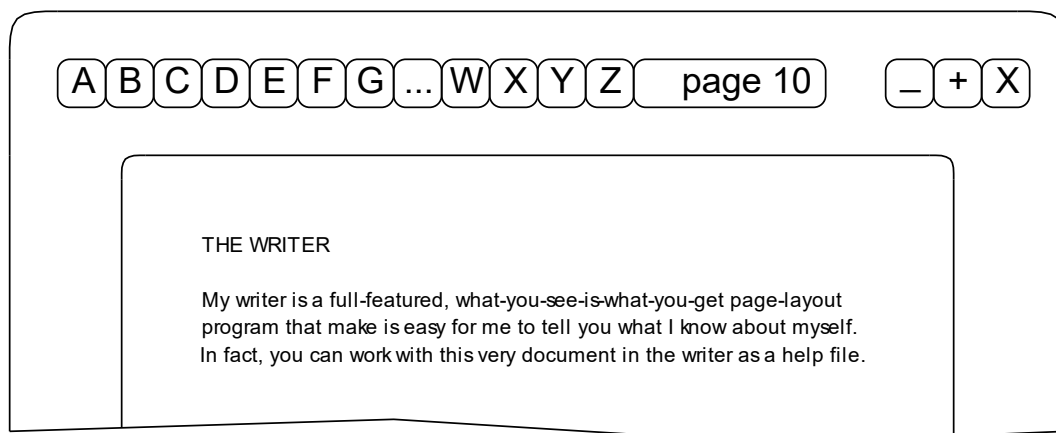 A B C D E F G ... W X Y Z page 10 _ + X
THE WRITER
My writer is a full-featured, what-you-see-is-what-you-get page-layout
program that make is easy for me to tell you what I know about myself.
In fact, you can work with this very document in the writer as a help file.